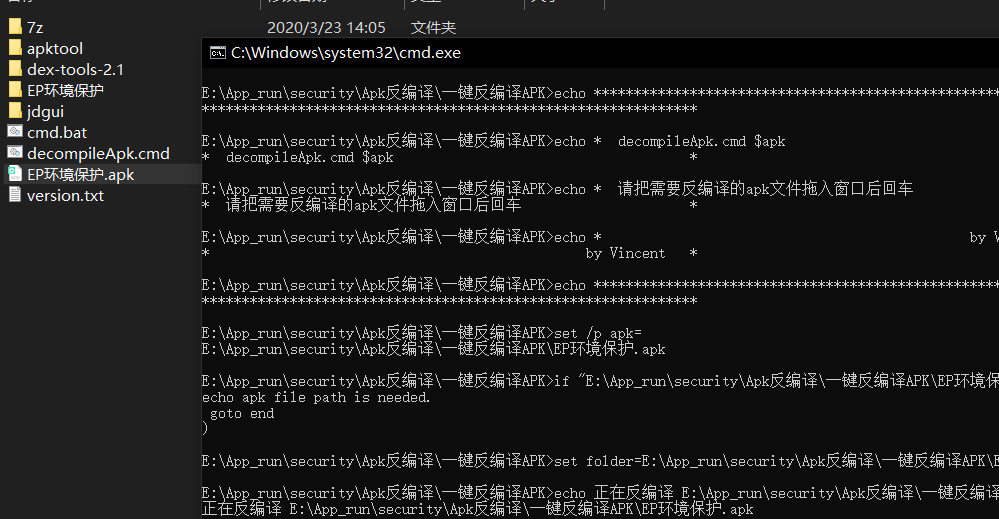 2020/3/23 14:05 文件夹
7z
apktool
dex-tools-2.1
EP环境保护
jdgui
cmd.bat
decompileApk.cmd
EP环境保护.apk
version.txt
C:\Windows\system32\cmd.exe
E:\App_run\security\Apk反编译\一键反编译APK>echo **************************************************
**************************************************************
E:\App_run\security\Apk反编译\一键反编译APK>echo *  decompileApk.cmd $apk
*  decompileApk.cmd $apk                                     *
E:\App_run\security\Apk反编译\一键反编译APK>echo *  请把需要反编译的apk文件拖入窗口后回车
*  请把需要反编译的apk文件拖入窗口后回车                     *
E:\App_run\security\Apk反编译\一键反编译APK>echo *                                              by V
*                                               by Vincent   *
E:\App_run\security\Apk反编译\一键反编译APK>echo **************************************************
**************************************************************
E:\App_run\security\Apk反编译\一键反编译APK>set /p apk=
E:\App_run\security\Apk反编译\一键反编译APK\EP环境保护.apk
E:\App_run\security\Apk反编译\一键反编译APK>if "E:\App_run\security\Apk反编译\一键反编译APK\EP环境保
echo apk file path is needed.
 goto end
)
E:\App_run\security\Apk反编译\一键反编译APK>set folder=E:\App_run\security\Apk反编译\一键反编译APK\E
E:\App_run\security\Apk反编译\一键反编译APK>echo 正在反编译 E:\App_run\security\Apk反编译\一键反编译
正在反编译 E:\App_run\security\Apk反编译\一键反编译APK\EP环境保护.apk